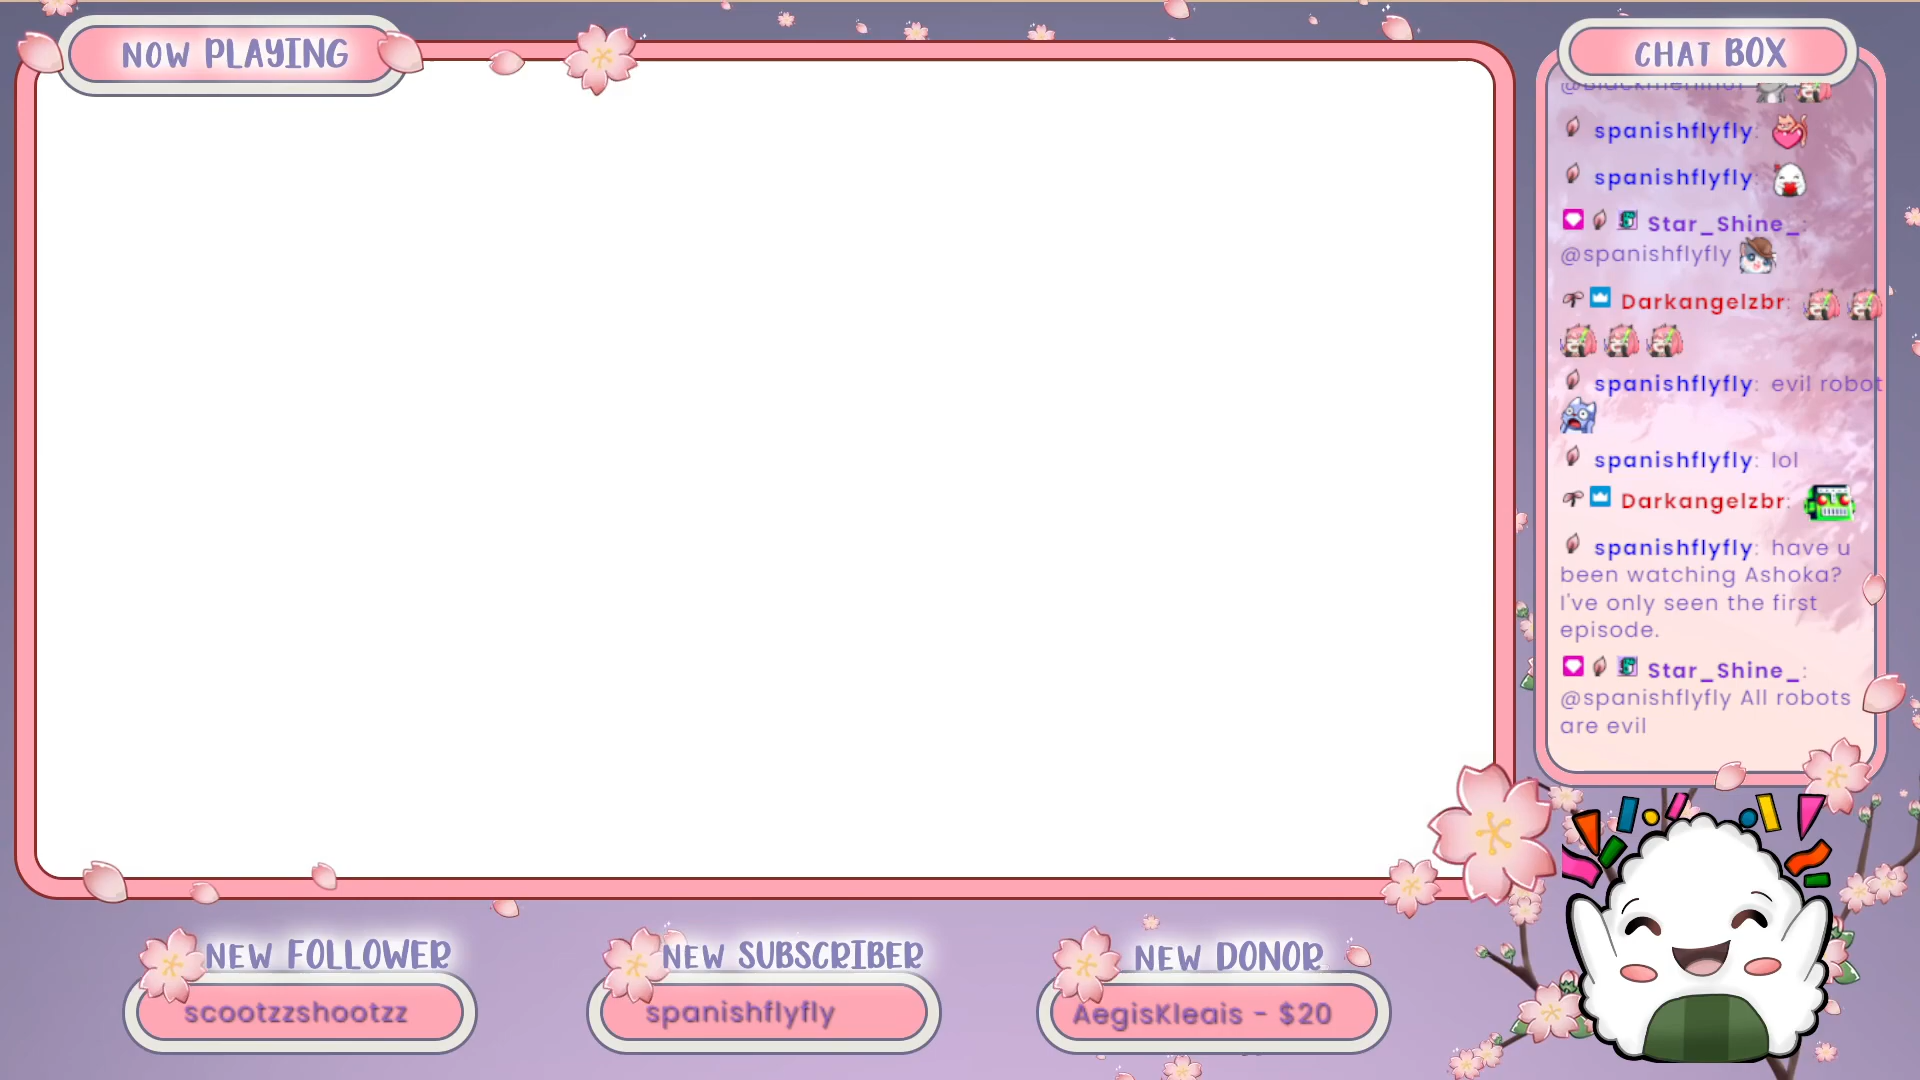 NOW PLAYING
CHAT BOX
spanishflyfly:
spanishflyfly:
Star_Shine_:
@spanishflyfly
Darkangelzbr:
spanishflyfly: evil robot
spanishflyfly: lol
Darkangelzbr:
spanishflyfly: have u
been watching Ashoka?
I've only seen the first
episode.
Star_Shine_:
@spanishflyfly All robots
are evil
NEW FOLLOWER
scootzzshootzz
NEW SUBSCRIBER
spanishflyfly
NEW DONOR
AegisKleais - $20